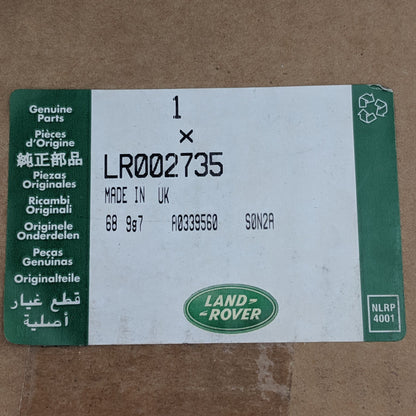 Genuine
Parts
Pièces
d'Origine
純正部品
Piezas
Originales
Ricambi
Originali
Originele
Onderdelen
Peças
Genuinas
Originalteile
قطع غيار
أصلية
1
×
LR002735
MADE IN UK
68 9g7 A0339560 S0N2A
LAND-
-ROVER
NLRP
4001